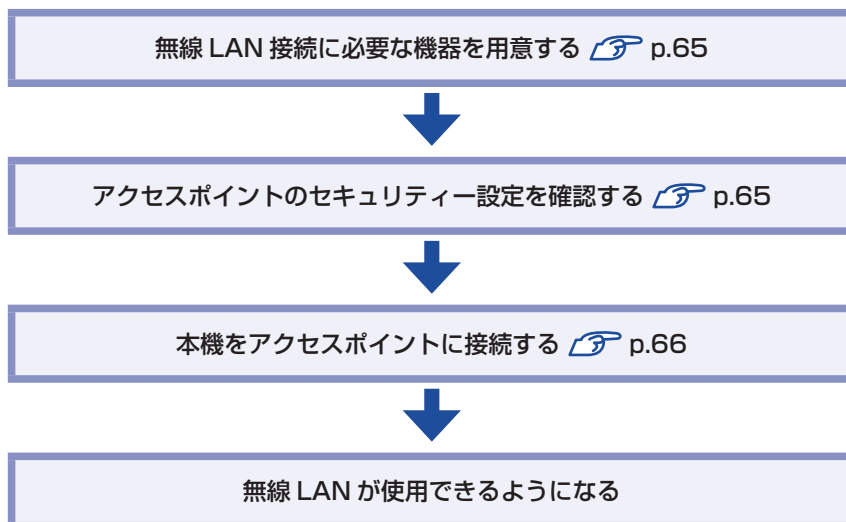 無線 LAN 接続に必要な機器を用意する p.65
アクセスポイントのセキュリティー設定を確認する p.65
本機をアクセスポイントに接続する p.66
無線 LAN が使用できるようになる